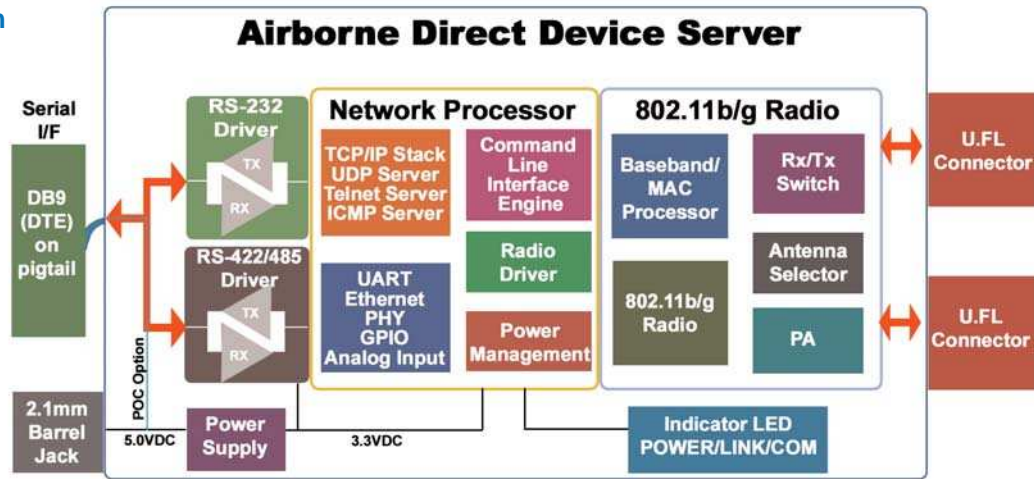 n
Airborne Direct Device Server
Serial
I/F
DB9
(DTE)
on
pigtail
RS-232
Driver
TX
RX
RS-422/485
Driver
TX
RX
Network Processor
TCP/IP Stack
UDP Server
Telnet Server
ICMP Server
Command
Line
Interface
Engine
UART
Ethernet
PHY
GPIO
Analog Input
Radio
Driver
Power
Management
802.11b/g Radio
Baseband/
MAC
Processor
Rx/Tx
Switch
802.11b/g
Radio
Antenna
Selector
PA
U.FL
Connector
U.FL
Connector
POC Option
2.1mm
Barrel
Jack
5.0VDC
Power
Supply
3.3VDC
Indicator LED
POWER/LINK/COM